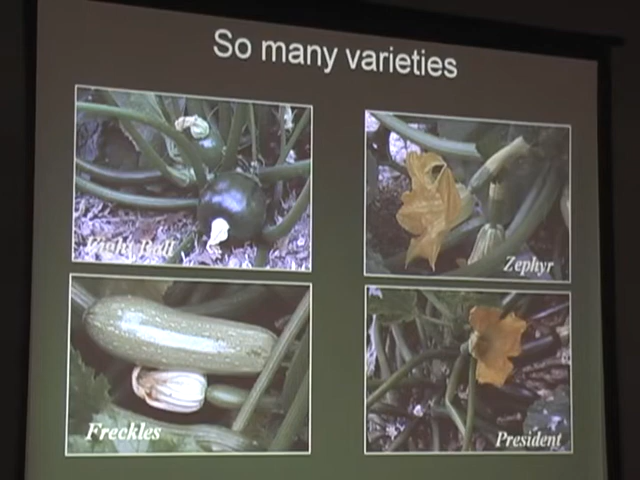 So many varieties
Eight Ball
Zephyr
Freckles
President